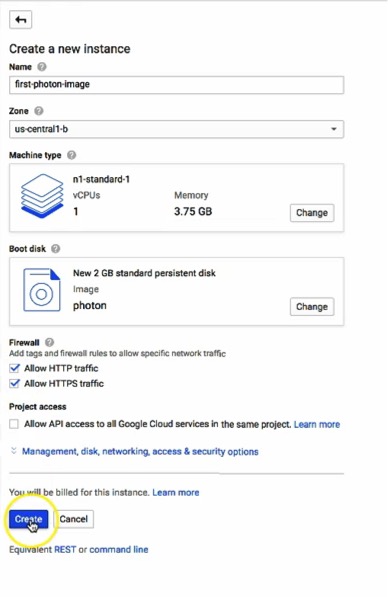 Create a new instance
Name
first-photon-image
Zone
us-central1-b
Machine type
n1-standard-1
vCPUs Memory
1 3.75 GB
Change
Boot disk
New 2 GB standard persistent disk
Image
photon
Change
Firewall
Add tags and firewall rules to allow specific network traffic
Allow HTTP traffic
Allow HTTPS traffic
Project access
Allow API access to all Google Cloud services in the same project. Learn more
Management, disk, networking, access & security options
You will be billed for this instance. Learn more
Create Cancel
Equivalent REST or command line